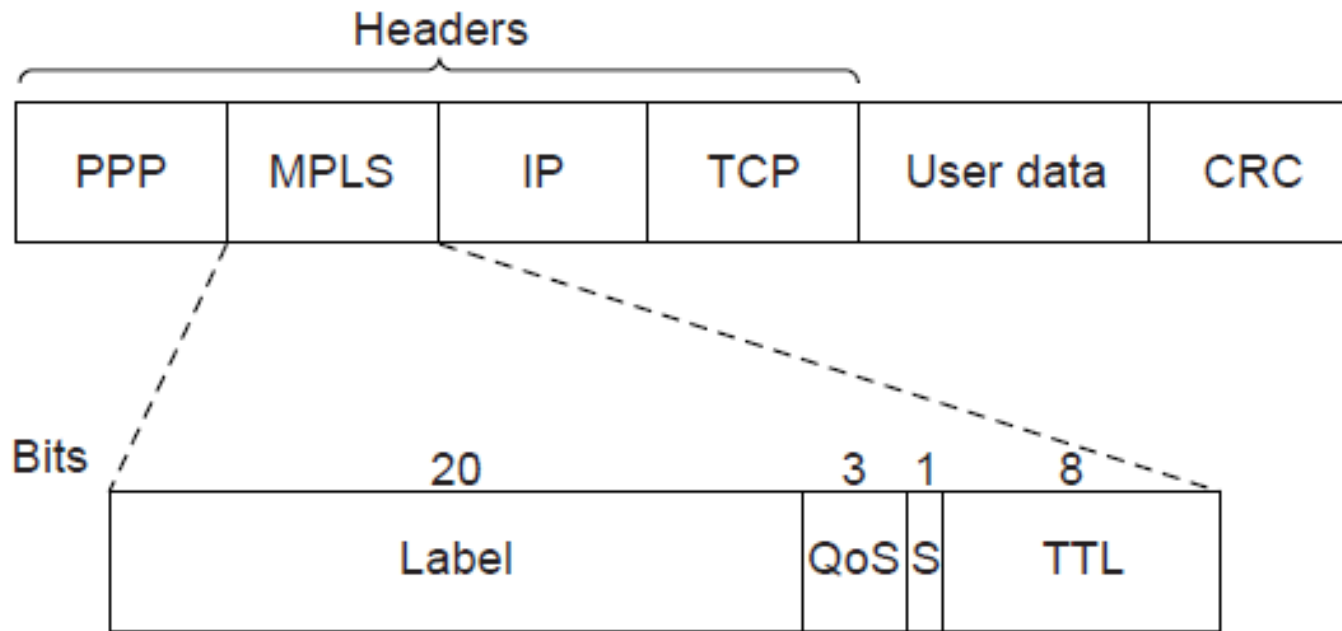 Headers
PPP MPLS IP TCP User data CRC
Bits 20 3 1 8
Label QoS S TTL